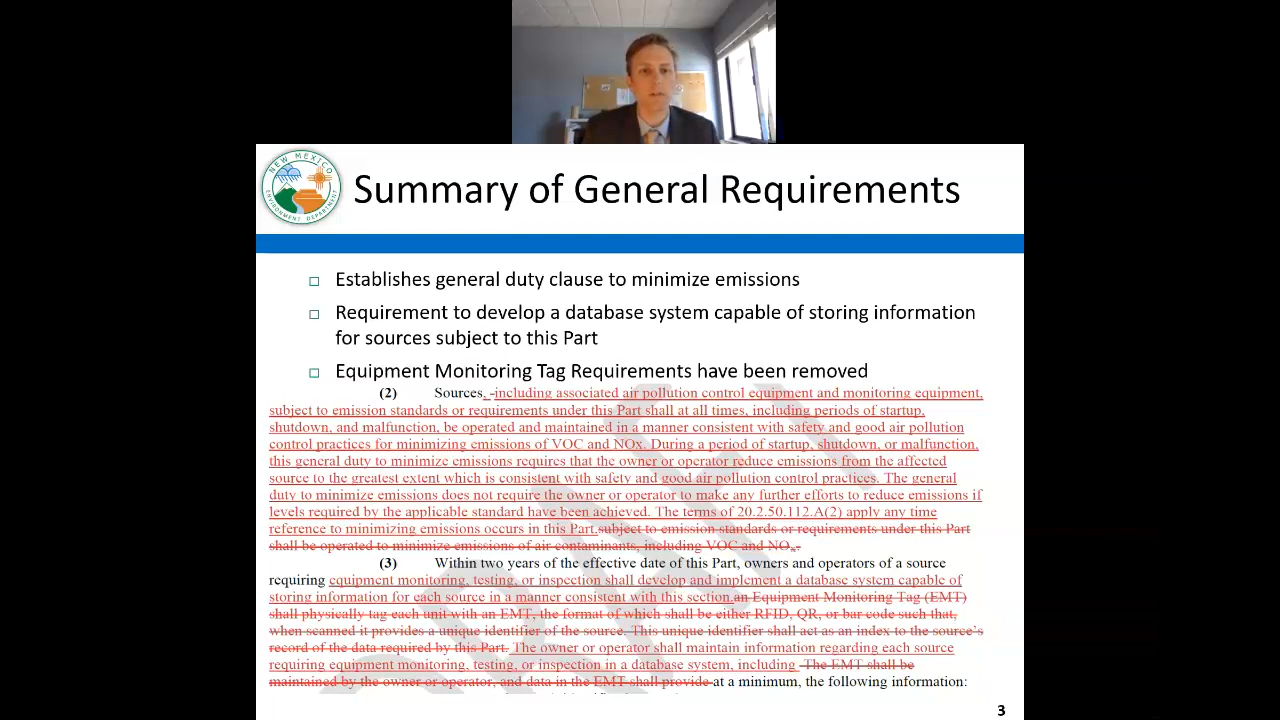 NEW MEXICO
ENVIRONMENT DEPARTMENT
Summary of General Requirements
Establishes general duty clause to minimize emissions
Requirement to develop a database system capable of storing information
for sources subject to this Part
Equipment Monitoring Tag Requirements have been removed
(2) Sources, -including associated air pollution control equipment and monitoring equipment,
subject to emission standards or requirements under this Part shall at all times, including periods of startup,
shutdown, and malfunction, be operated and maintained in a manner consistent with safety and good air pollution
control practices for minimizing emissions of VOC and NOx. During a period of startup, shutdown, or malfunction,
this general duty to minimize emissions requires that the owner or operator reduce emissions from the affected
source to the greatest extent which is consistent with safety and good air pollution control practices. The general
duty to minimize emissions does not require the owner or operator to make any further efforts to reduce emissions if
levels required by the applicable standard have been achieved. The terms of 20.2.50.112.A(2) apply any time
reference to minimizing emissions occurs in this Part.subject to emission standards or requirements under this Part
shall be operated to minimize emissions of air contaminants, including VOC and NOx.
(3) Within two years of the effective date of this Part, owners and operators of a source
requiring equipment monitoring, testing, or inspection shall develop and implement a database system capable of
storing information for each source in a manner consistent with this section.an Equipment Monitoring Tag (EMT)
shall physically tag each unit with an EMT, the format of which shall be either RFID, QR, or bar code such that,
when scanned it provides a unique identifier of the source. This unique identifier shall act as an index to the source's
record of the data required by this Part. The owner or operator shall maintain information regarding each source
requiring equipment monitoring, testing, or inspection in a database system, including The EMT shall be
maintained by the owner or operator, and data in the EMT shall provide at a minimum, the following information:
3